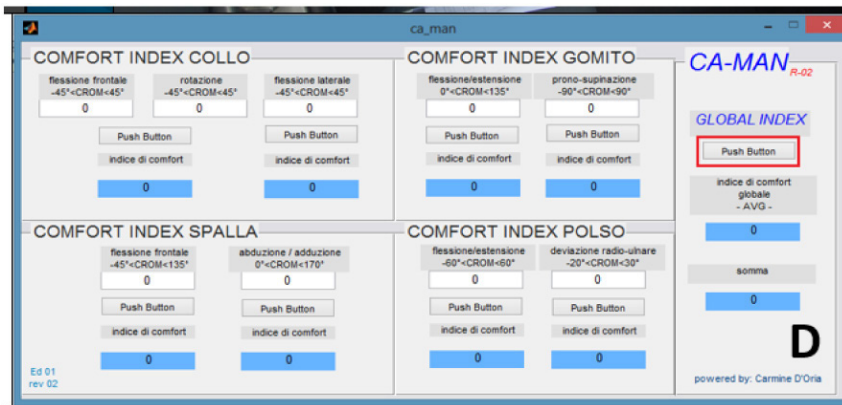 ca_man
COMFORT INDEX COLLO
flessione frontale
-45°<CROM<45°
rotazione
-45°<CROM<45°
flessione laterale
-45°<CROM<45°
0
0
0
Push Button
Push Button
indice di comfort
indice di comfort
0
0
COMFORT INDEX GOMITO
flessione/estensione
0°<CROM<135°
prono-supinazione
-90°<CROM<90°
0
0
Push Button
Push Button
indice di comfort
indice di comfort
0
0
COMFORT INDEX SPALLA
flessione frontale
-45°<CROM<135°
abduzione / adduzione
0°<CROM<170°
0
0
Push Button
Push Button
indice di comfort
indice di comfort
0
0
Ed 01
rev 02
COMFORT INDEX POLSO
flessione/estensione
-60°<CROM<60°
deviazione radio-ulnare
-20°<CROM<30°
0
0
Push Button
Push Button
indice di comfort
indice di comfort
0
0
CA-MAN
R-02
GLOBAL INDEX
Push Button
indice di comfort
globale
- AVG -
0
somma
0
D
powered by: Carmine D'Oria